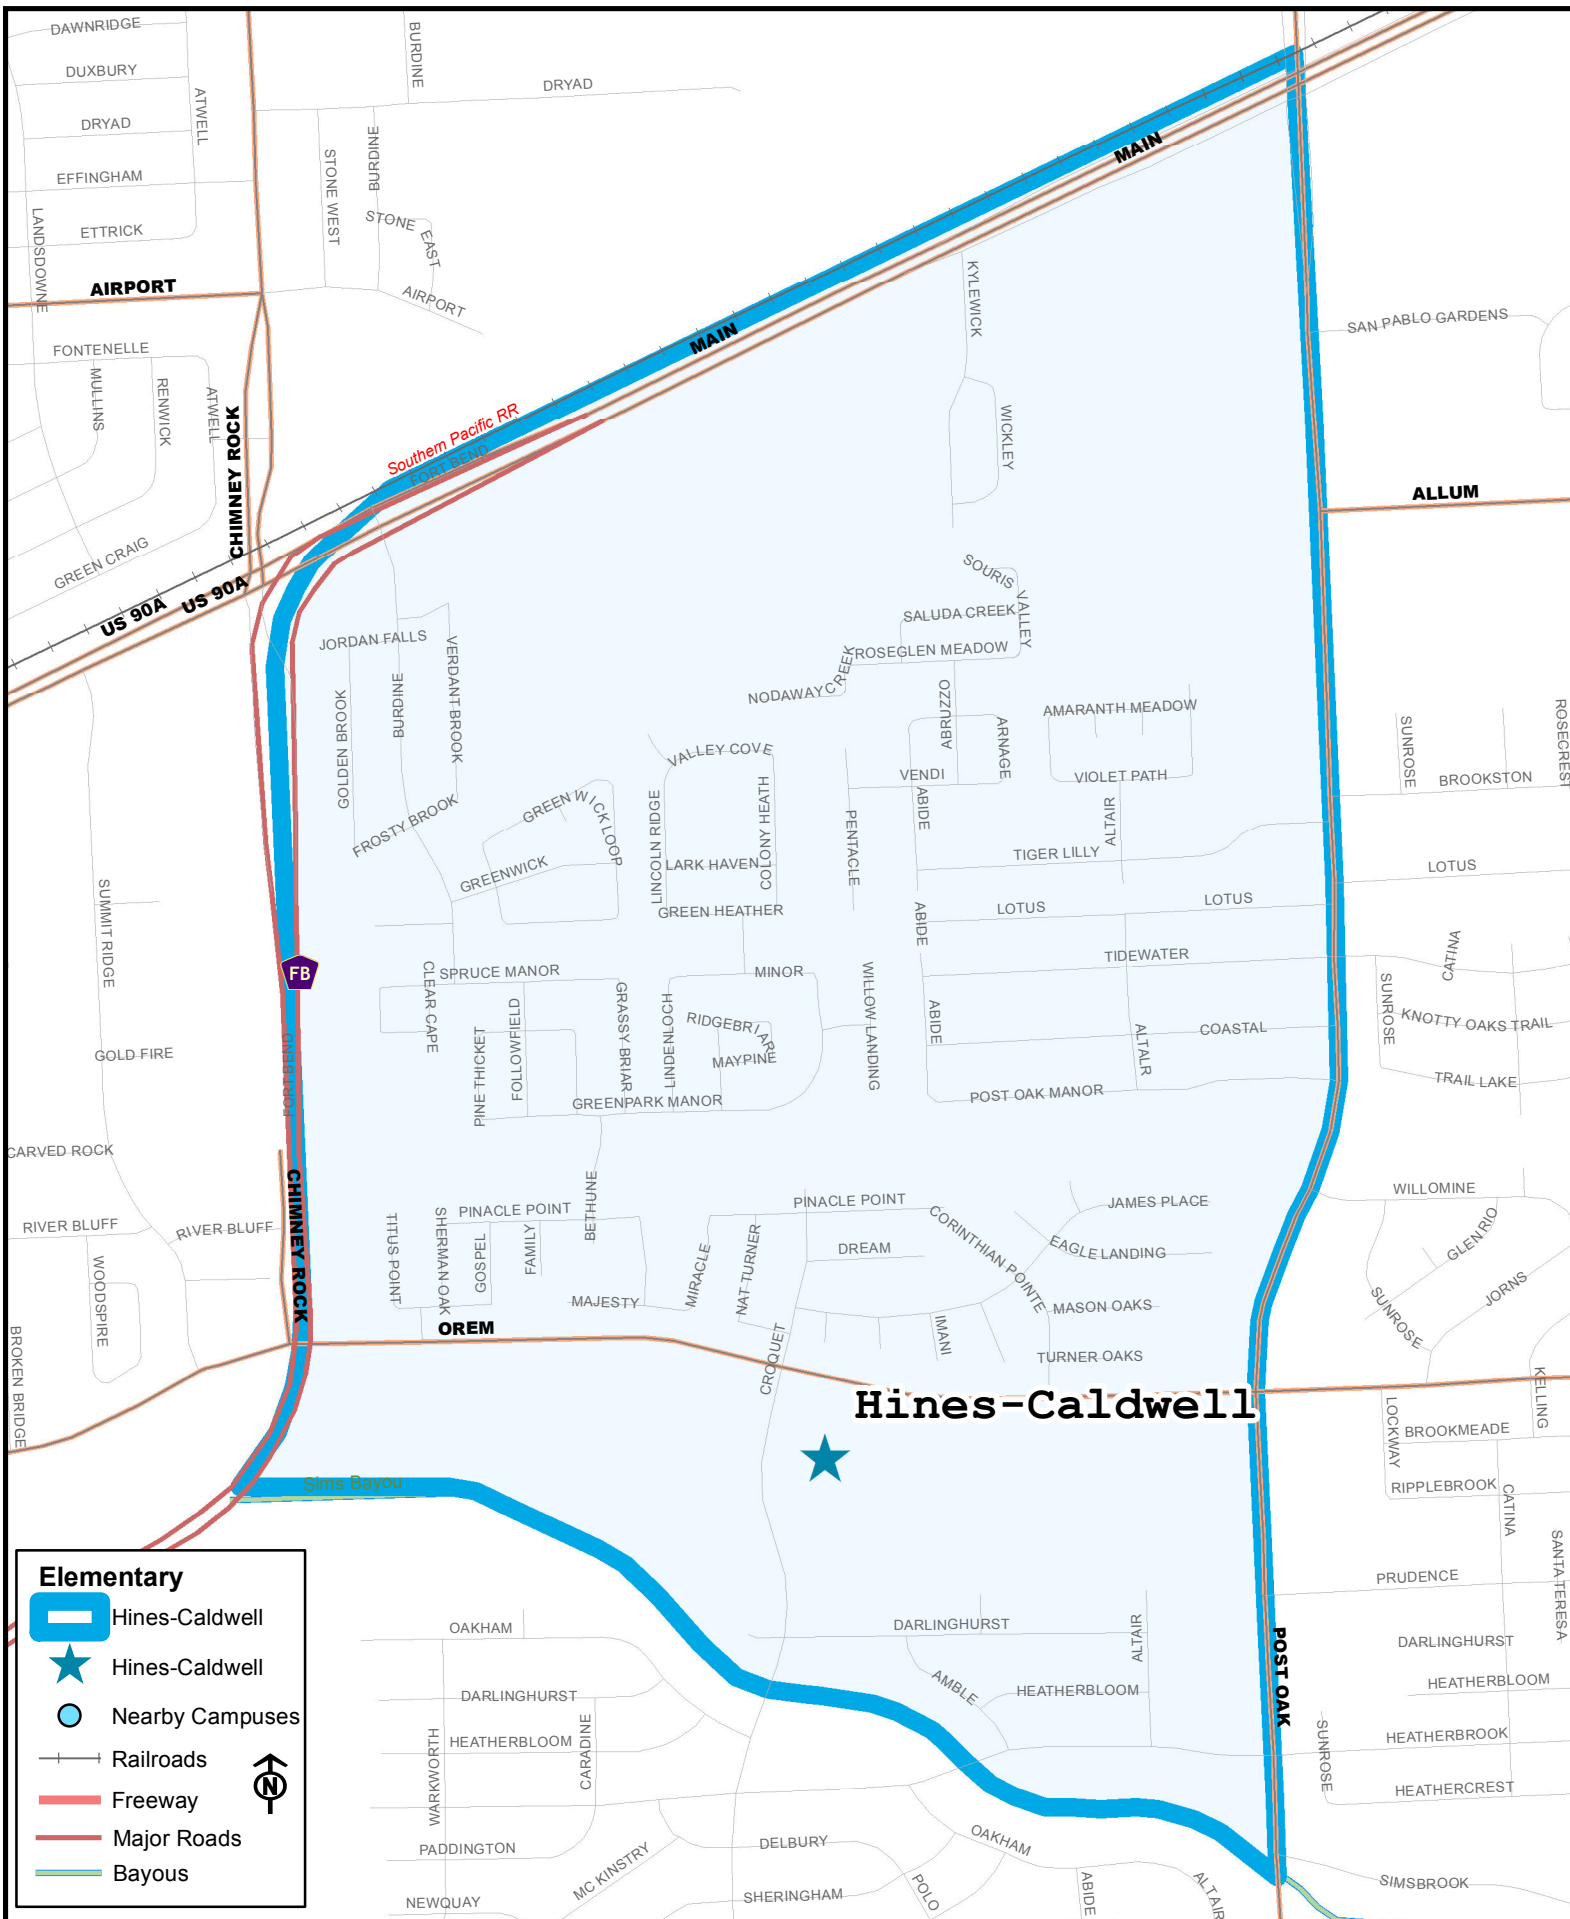 DAWNRIDGE
BURDINE
DUXBURY
DRYAD
ATWELL
DRYAD
BURDINE
STONE WEST
MAIN
EFFINGHAM
LANDSDOWNE
STONE EAST
ETTRICK
AIRPORT
AIRPORT
KYLEWICK
SAN PABLO GARDENS
MAIN
FONTENELLE
MULLINS
RENWICK
ATWELL
CHIMNEY ROCK
Southern Pacific RR
FORT BEND
WICKLEY
ALLUM
GREEN CRAIG
US 90A
US 90A
SOURIS VALLEY
SALUDA CREEK
JORDAN FALLS
VERDANT BROOK
ROSEGLEN MEADOW
NODAWAY CREEK
GOLDEN BROOK
BURDINE
ABRUZZO
ARNAGE
AMARANTH MEADOW
SUNROSE
ROSECREST
VALLEY COVE
VENDI
VIOLET PATH
BROOKSTON
FROSTY BROOK
GREENWICK LOOP
LINCOLN RIDGE
COLONY HEATH
PENTACLE
ABIDE
ALTAIR
LARK HAVEN
TIGER LILLY
GREENWICK
LOTUS
SUMMIT RIDGE
GREEN HEATHER
ABIDE
LOTUS
LOTUS
CATINA
FB
CLEAR CAPE
SPRUCE MANOR
MINOR
TIDEWATER
WILLOW LANDING
GRASSY BRIAR
LINDENLOCH
RIDGEBRIAR
ABIDE
SUNROSE
KNOTTY OAKS TRAIL
COASTAL
ALTALR
FOLLOWFIELD
PINE THICKET
GOLD FIRE
FORT BEND
MAYPINE
TRAIL LAKE
GREENPARK MANOR
POST OAK MANOR
CARVED ROCK
CHIMNEY ROCK
BETHUNE
WILLOMINE
PINACLE POINT
PINACLE POINT
JAMES PLACE
RIVER BLUFF
RIVER BLUFF
TITUS POINT
SHERMAN OAK
GOSPEL
FAMILY
MIRACLE
NAT TURNER
DREAM
CORINTHIAN POINTE
EAGLE LANDING
GLENRIO
WOODSPIRE
MAJESTY
MASON OAKS
SUNROSE
JORNS
BROKEN BRIDGE
OREM
CROQUET
IMANI
TURNER OAKS
KELLING
Hines-Caldwell
LOCKWAY
BROOKMEADE
Sims Bayou
RIPPLEBROOK
CATINA
SANTA TERESA
PRUDENCE
Elementary
Hines-Caldwell
Hines-Caldwell
Nearby Campuses
Railroads
N
Freeway
Major Roads
Bayous
OAKHAM
DARLINGHURST
ALTAIR
POST OAK
DARLINGHURST
AMBLE
HEATHERBLOOM
HEATHERBLOOM
DARLINGHURST
CARADINE
WARKWORTH
HEATHERBLOOM
SUNROSE
HEATHERBROOK
HEATHERCREST
PADDINGTON
MC KINSTRY
DELBURY
OAKHAM
POLO
ABIDE
ALTAIR
SIMSBROOK
NEWQUAY
SHERINGHAM